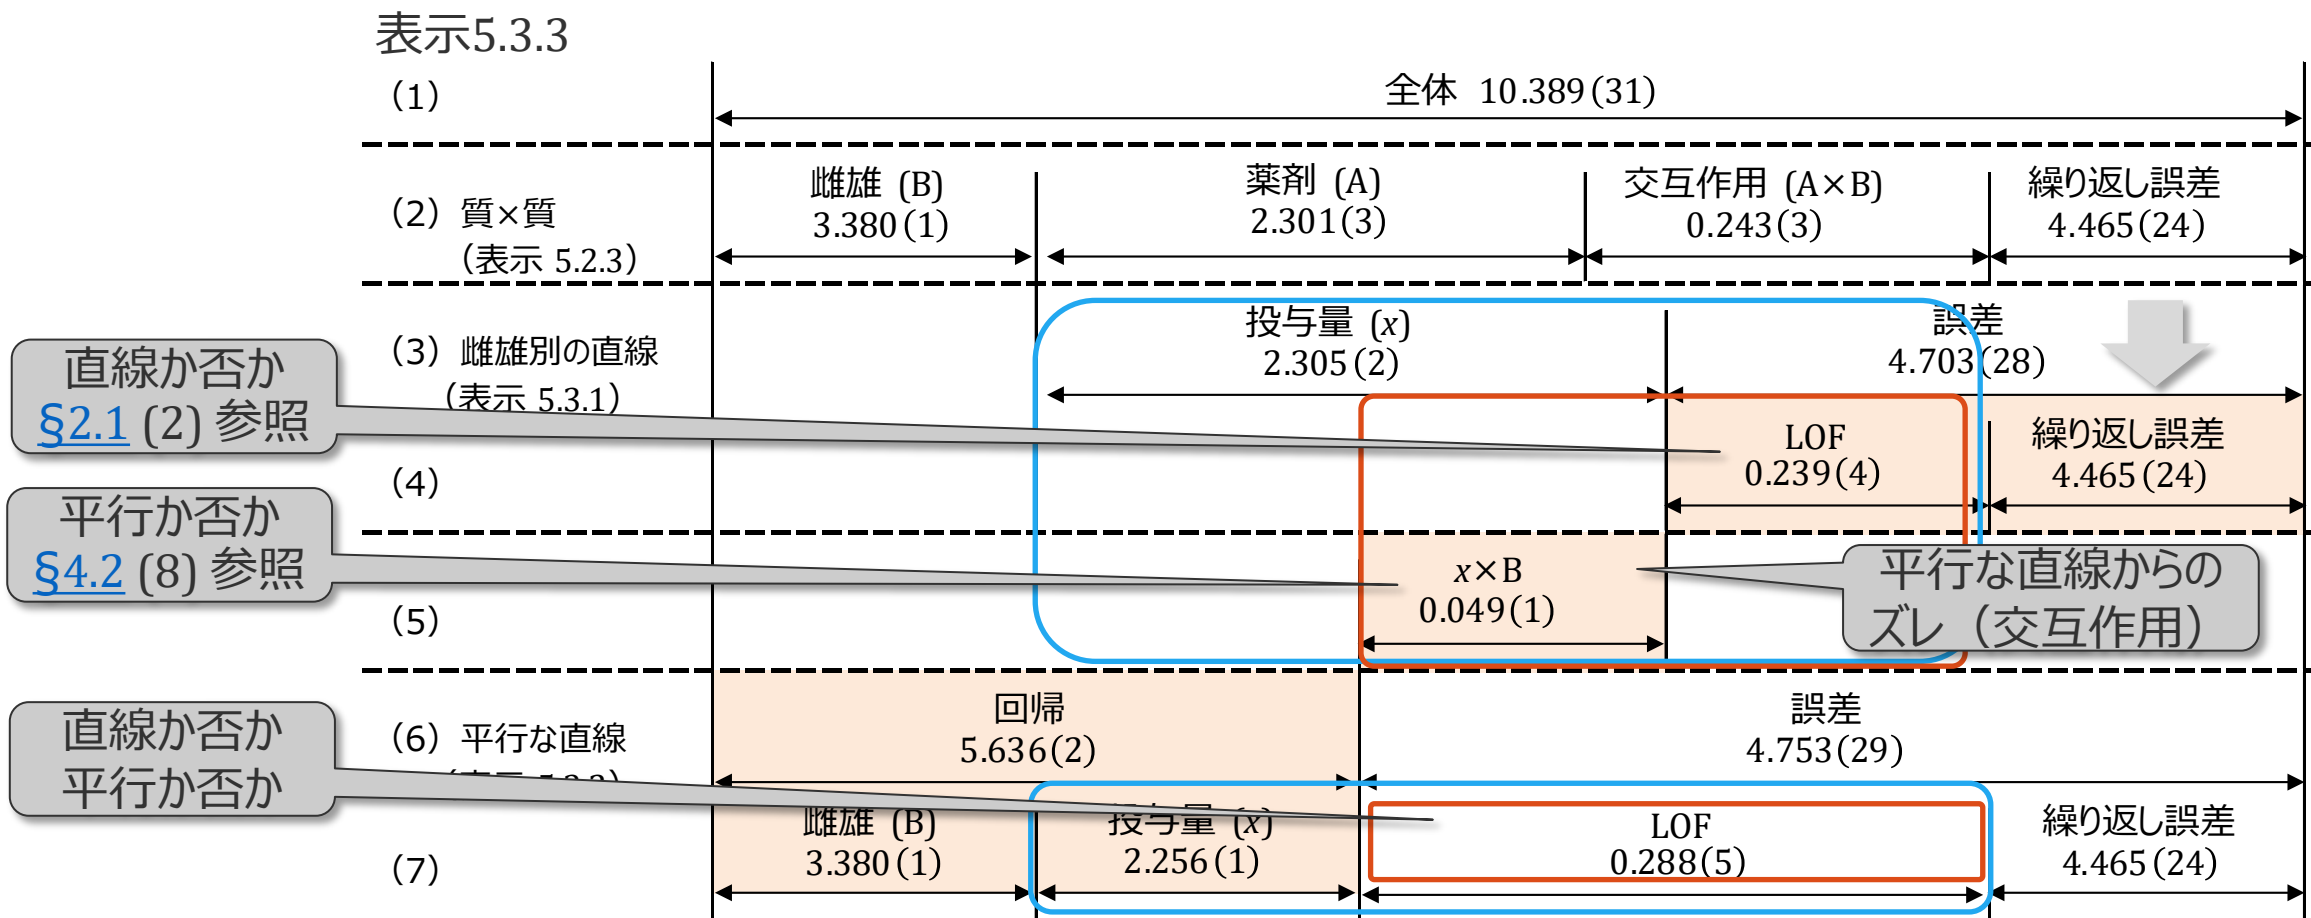 表示5.3.3
(1)
全体 10.389(31)
(2) 質×質
(表示 5.2.3)
雌雄 (B)
3.380(1)
薬剤 (A)
2.301(3)
交互作用 (A×B)
0.243(3)
繰り返し誤差
4.465(24)
(3) 雌雄別の直線
(表示 5.3.1)
投与量 (x)
2.305(2)
誤差
4.703(28)
直線か否か
§2.1 (2) 参照
(4)
LOF
0.239(4)
繰り返し誤差
4.465(24)
平行か否か
§4.2 (8) 参照
(5)
x×B
0.049(1)
平行な直線からの
ズレ（交互作用）
直線か否か
平行か否か
(6) 平行な直線
回帰
5.636(2)
誤差
4.753(29)
(7)
雌雄 (B)
3.380(1)
投与量 (x)
2.256(1)
LOF
0.288(5)
繰り返し誤差
4.465(24)